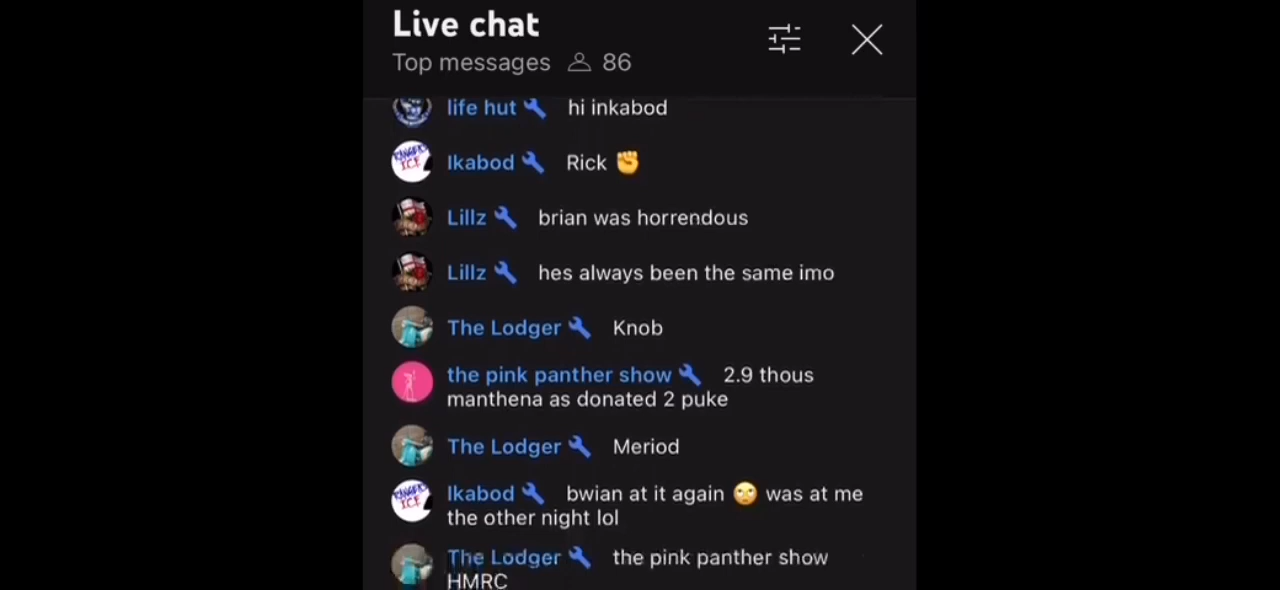 Live chat
Top messages 86
life hut hi inkabod
Ikabod Rick ✊
Lillz brian was horrendous
Lillz hes always been the same imo
The Lodger Knob
the pink panther show 2.9 thous
manthena as donated 2 puke
The Lodger Meriod
Ikabod bwian at it again 🙄 was at me
the other night lol
The Lodger the pink panther show
HMRC